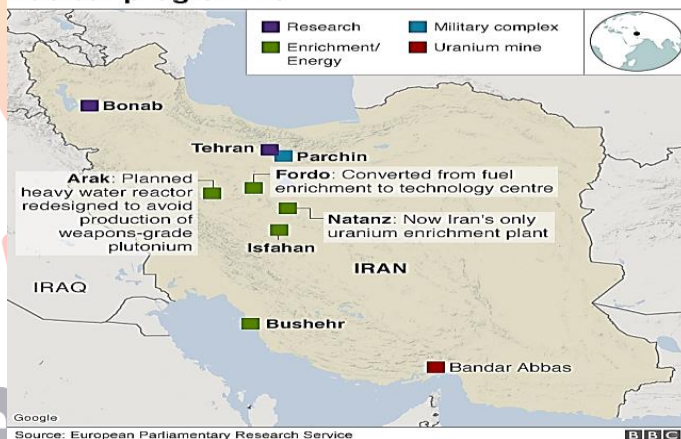 Research
Military complex
Enrichment/
Energy
Uranium mine
Bonab
Tehran
Parchin
Arak: Planned
heavy water reactor
redesigned to avoid
production of
weapons-grade
plutonium
Fordo: Converted from fuel
enrichment to technology centre
Natanz: Now Iran's only
uranium enrichment plant
Isfahan
IRAN
IRAQ
Bushehr
Bandar Abbas
Google
Source: European Parliamentary Research Service
BBC